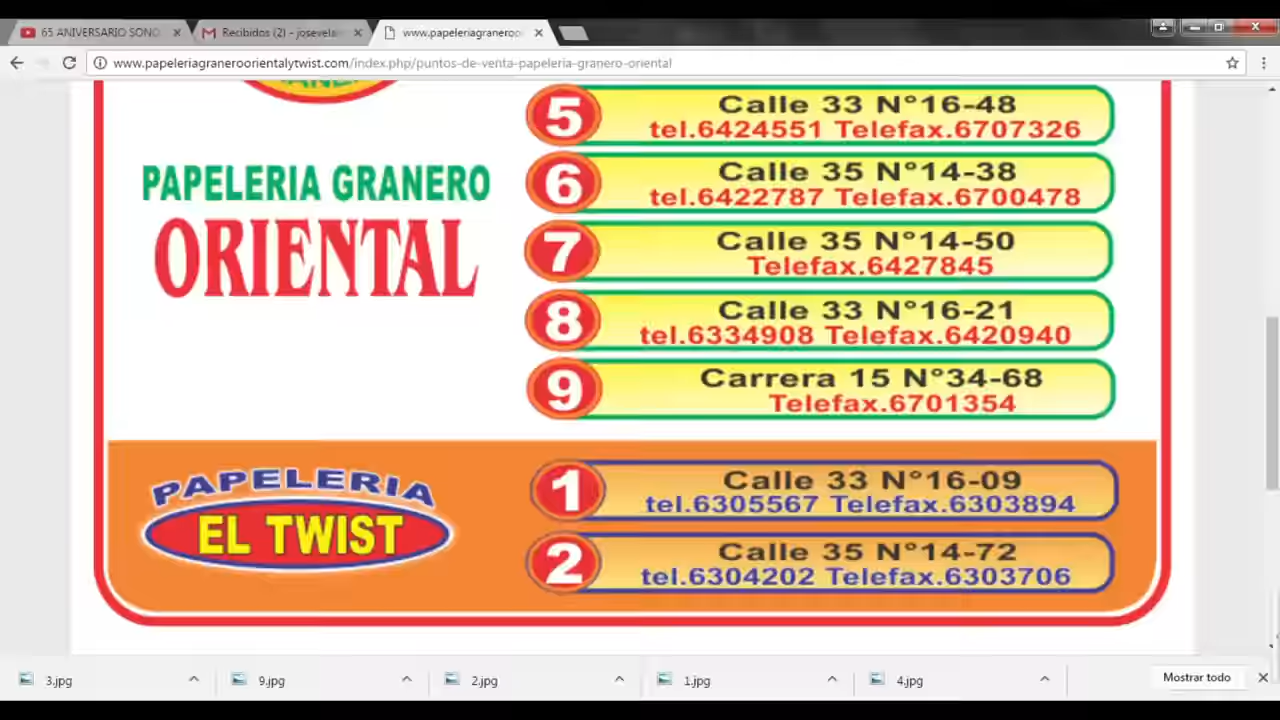 65 ANIVERSARIO SONO
Recibidos (2) - josevela
www.papeleriagraneroo
www.papeleriagraneroorientalytwist.com/index.php/puntos-de-venta-papeleria-granero-oriental
5
Calle 33 N°16-48
tel.6424551 Telefax.6707326
PAPELERIA GRANERO
ORIENTAL
6
Calle 35 N°14-38
tel.6422787 Telefax.6700478
7
Calle 35 N°14-50
Telefax.6427845
8
Calle 33 N°16-21
tel.6334908 Telefax.6420940
9
Carrera 15 N°34-68
Telefax.6701354
PAPELERIA
EL TWIST
1
Calle 33 N°16-09
tel.6305567 Telefax.6303894
2
Calle 35 N°14-72
tel.6304202 Telefax.6303706
3.jpg
9.jpg
2.jpg
1.jpg
4.jpg
Mostrar todo